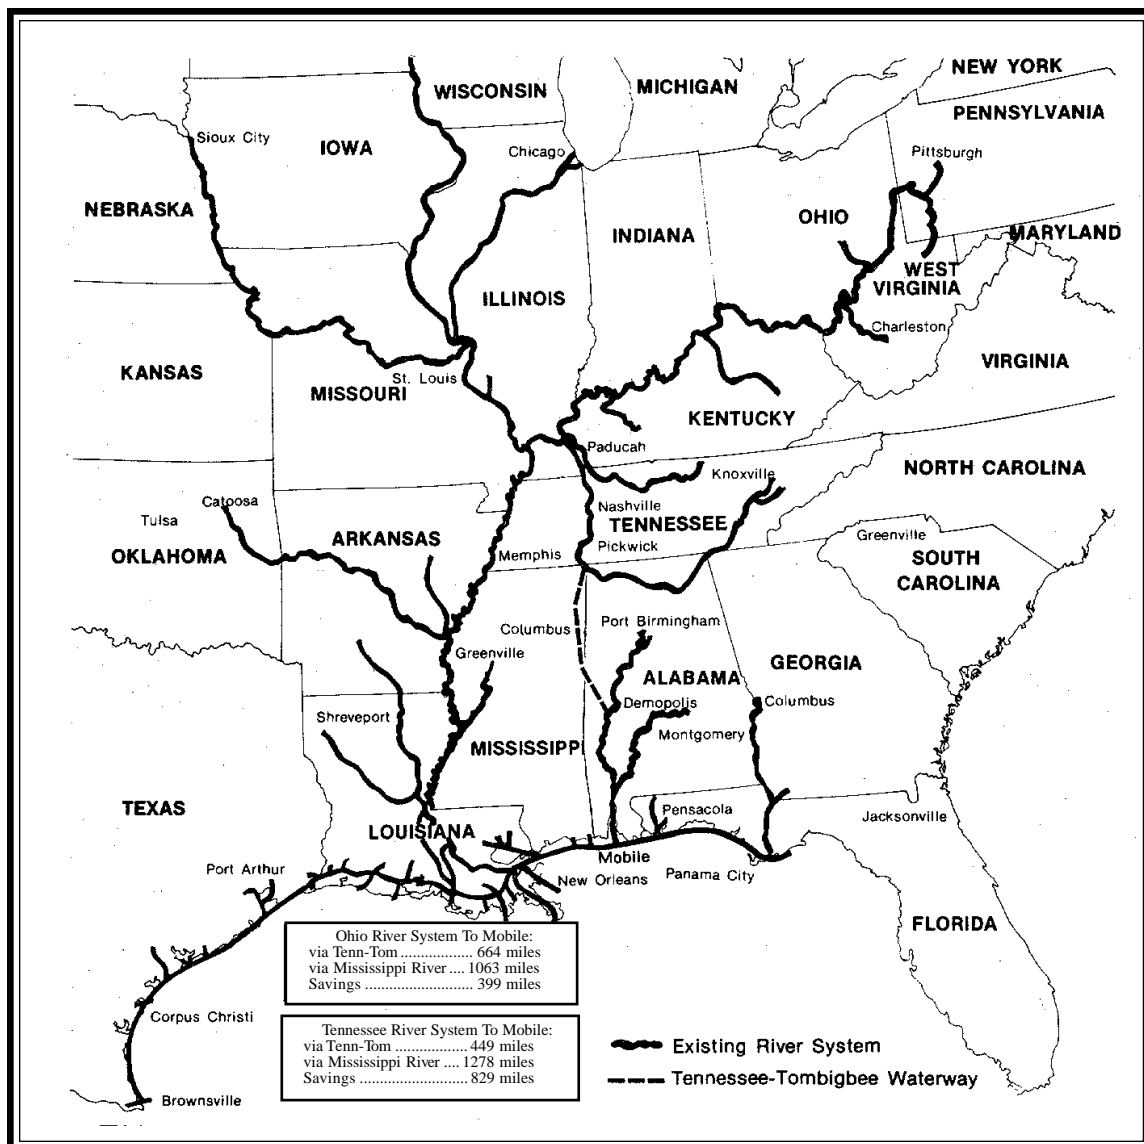 NEW YORK
WISCONSIN
MICHIGAN
PENNSYLVANIA
Sioux City
IOWA
Chicago
Pittsburgh
NEBRASKA
OHIO
INDIANA
MARYLAND
WEST
VIRGINIA
ILLINOIS
Charleston
KANSAS
VIRGINIA
St. Louis
MISSOURI
KENTUCKY
Paducah
NORTH CAROLINA
Knoxville
Catoosa
Nashville
Tulsa
TENNESSEE
ARKANSAS
Greenville
Pickwick
OKLAHOMA
Memphis
SOUTH
CAROLINA
Port Birmingham
Columbus
Greenville
GEORGIA
ALABAMA
Demopolis
Columbus
Shreveport
Montgomery
MISSISSIPPI
TEXAS
Pensacola
Jacksonville
LOUISIANA
Mobile
Port Arthur
New Orleans
Panama City
FLORIDA
Ohio River System To Mobile:
via Tenn-Tom ................. 664 miles
via Mississippi River .... 1063 miles
Savings .......................... 399 miles
Corpus Christi
Tennessee River System To Mobile:
via Tenn-Tom ................. 449 miles
via Mississippi River .... 1278 miles
Savings .......................... 829 miles
Existing River System
Tennessee-Tombigbee Waterway
Brownsville